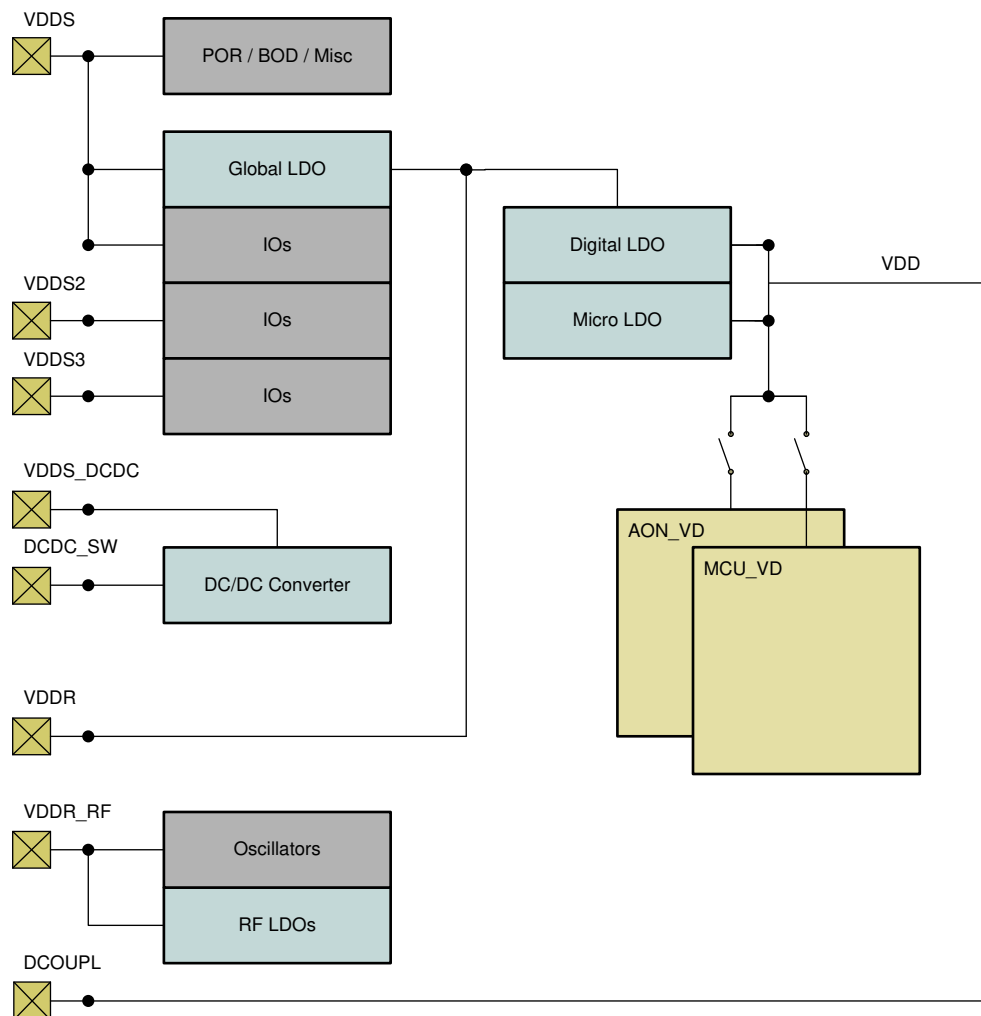 VDDS
POR / BOD / Misc
Global LDO
IOs
Digital LDO
VDD
VDDS2
IOs
Micro LDO
VDDS3
IOs
VDDS_DCDC
AON_VD
DCDC_SW
MCU_VD
DC/DC Converter
VDDR
VDDR_RF
Oscillators
RF LDOs
DCOUPL